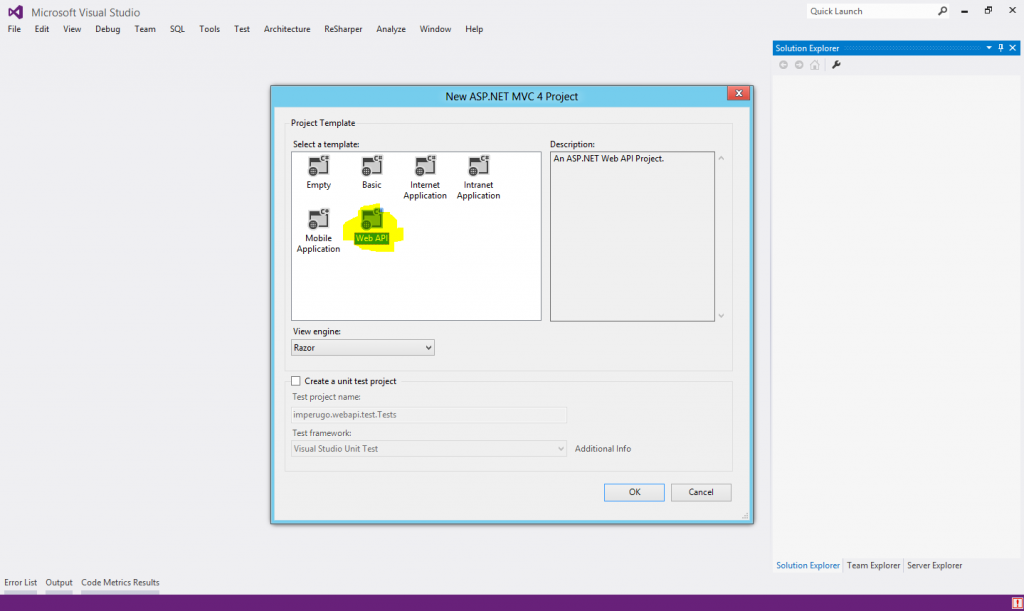 Microsoft Visual Studio
Quick Launch
File Edit View Debug Team SQL Tools Test Architecture ReSharper Analyze Window Help
Solution Explorer
New ASP.NET MVC 4 Project
Project Template
Select a template:
Description:
C# C# C# C#
An ASP.NET Web API Project.
Empty Basic Internet Application Intranet Application
C# C#
Mobile Application Web API
View engine:
Razor
Create a unit test project
Test project name:
imperugo.webapi.test.Tests
Test framework:
Visual Studio Unit Test
Additional Info
OK Cancel
Solution Explorer Team Explorer Server Explorer
Error List Output Code Metrics Results